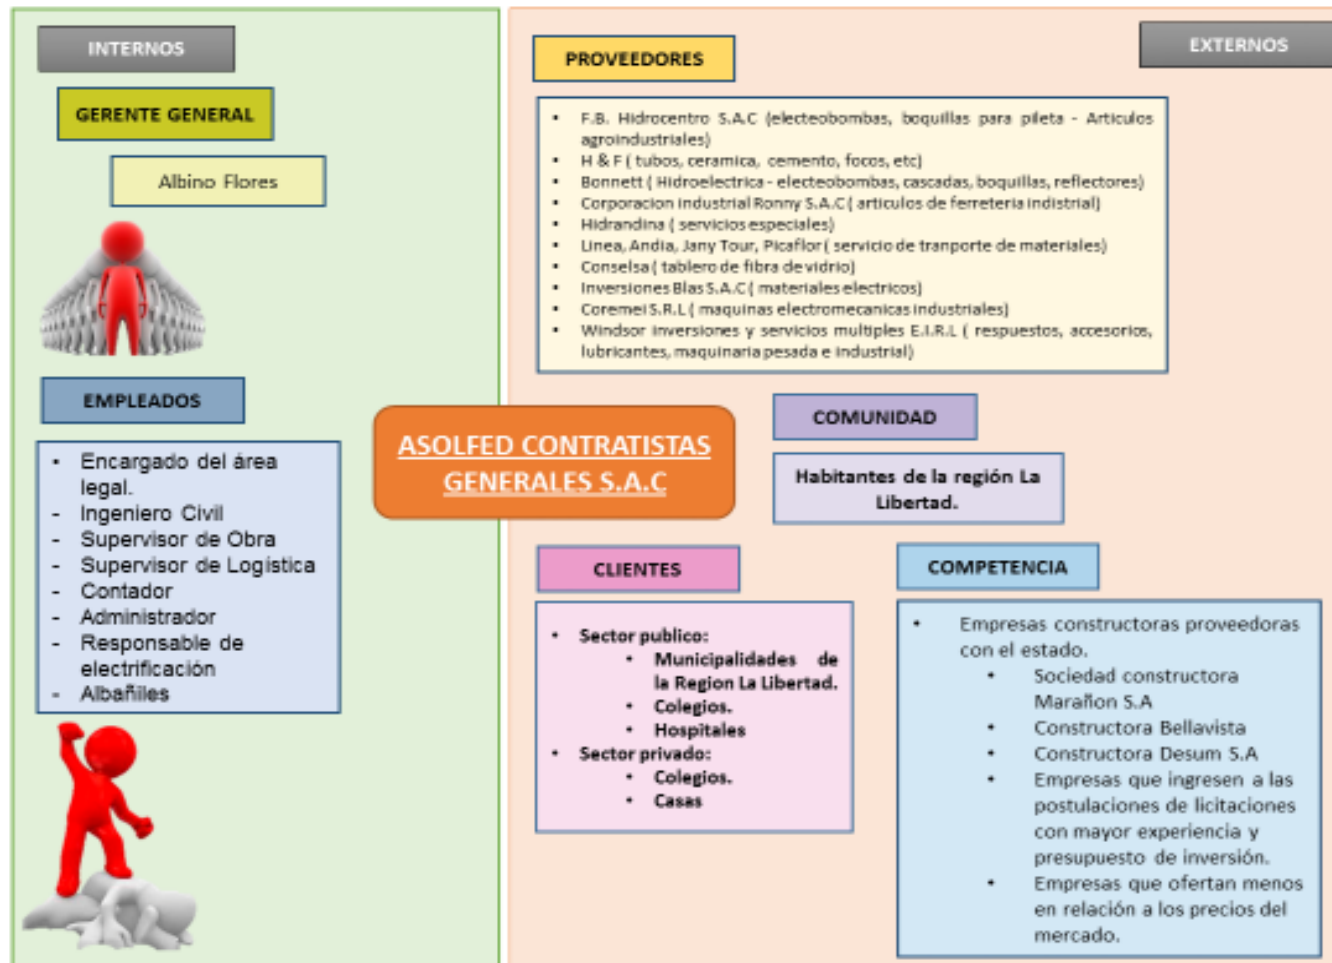 INTERNOS
GERENTE GENERAL
Albino Flores
EMPLEADOS
• Encargado del área
legal.
- Ingeniero Civil
- Supervisor de Obra
- Supervisor de Logística
- Contador
- Administrador
- Responsable de
electrificación
- Albañiles
ASOLFED CONTRATISTAS
GENERALES S.A.C
EXTERNOS
PROVEEDORES
• F.B. Hidrocentro S.A.C (electeobombas, boquillas para pileta - Articulos
agroindustriales)
• H & F ( tubos, ceramica, cemento, focos, etc)
• Bonnett ( Hidroelectrica - electeobombas, cascadas, boquillas, reflectores)
• Corporacion industrial Ronny S.A.C ( articulos de ferreteria indistrial)
• Hidrandina ( servicios especiales)
• Linea, Andia, Jany Tour, Picaflor ( servicio de tranporte de materiales)
• Conselsa ( tablero de fibra de vidrio)
• Inversiones Blas S.A.C ( materiales electricos)
• Coremei S.R.L ( maquinas electromecanicas industriales)
• Windsor inversiones y servicios multiples E.I.R.L ( respuestos, accesorios,
lubricantes, maquinaria pesada e industrial)
COMUNIDAD
Habitantes de la región La
Libertad.
CLIENTES
• Sector publico:
• Municipalidades de
la Region La Libertad.
• Colegios.
• Hospitales
• Sector privado:
• Colegios.
• Casas
COMPETENCIA
• Empresas constructoras proveedoras
con el estado.
• Sociedad constructora
Marañon S.A
• Constructora Bellavista
• Constructora Desum S.A
• Empresas que ingresen a las
postulaciones de licitaciones
con mayor experiencia y
presupuesto de inversión.
• Empresas que ofertan menos
en relación a los precios del
mercado.